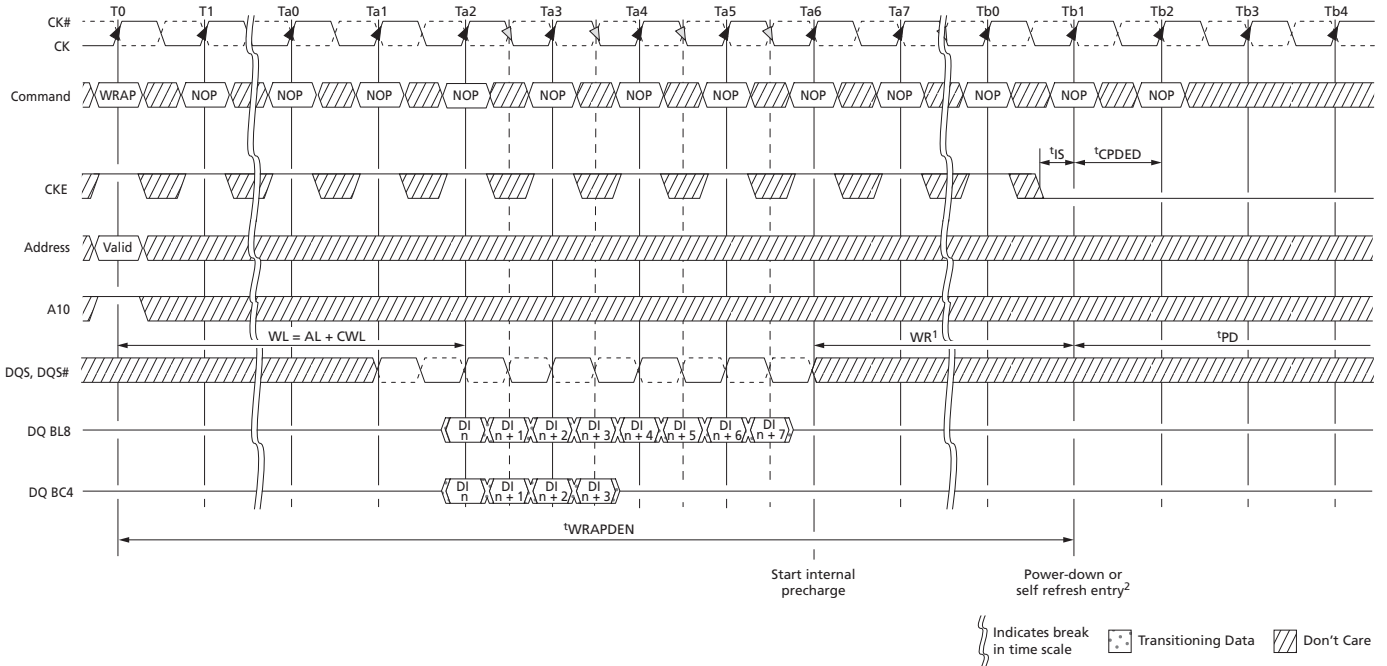 T0 T1 Ta0 Ta1 Ta2 Ta3 Ta4 Ta5 Ta6 Ta7 Tb0 Tb1 Tb2 Tb3 Tb4
CK#
CK
Command WRAP NOP NOP NOP NOP NOP NOP NOP NOP NOP NOP NOP NOP
tIS tCPDED
CKE
Address Valid
A10
WL = AL + CWL WR1 tPD
DQS, DQS#
DQ BL8 DI n DI n + 1 DI n + 2 DI n + 3 DI n + 4 DI n + 5 DI n + 6 DI n + 7
DQ BC4 DI n DI n + 1 DI n + 2 DI n + 3
tWRAPDEN
Start internal precharge
Power-down or self refresh entry2
Indicates break in time scale
Transitioning Data
Don't Care